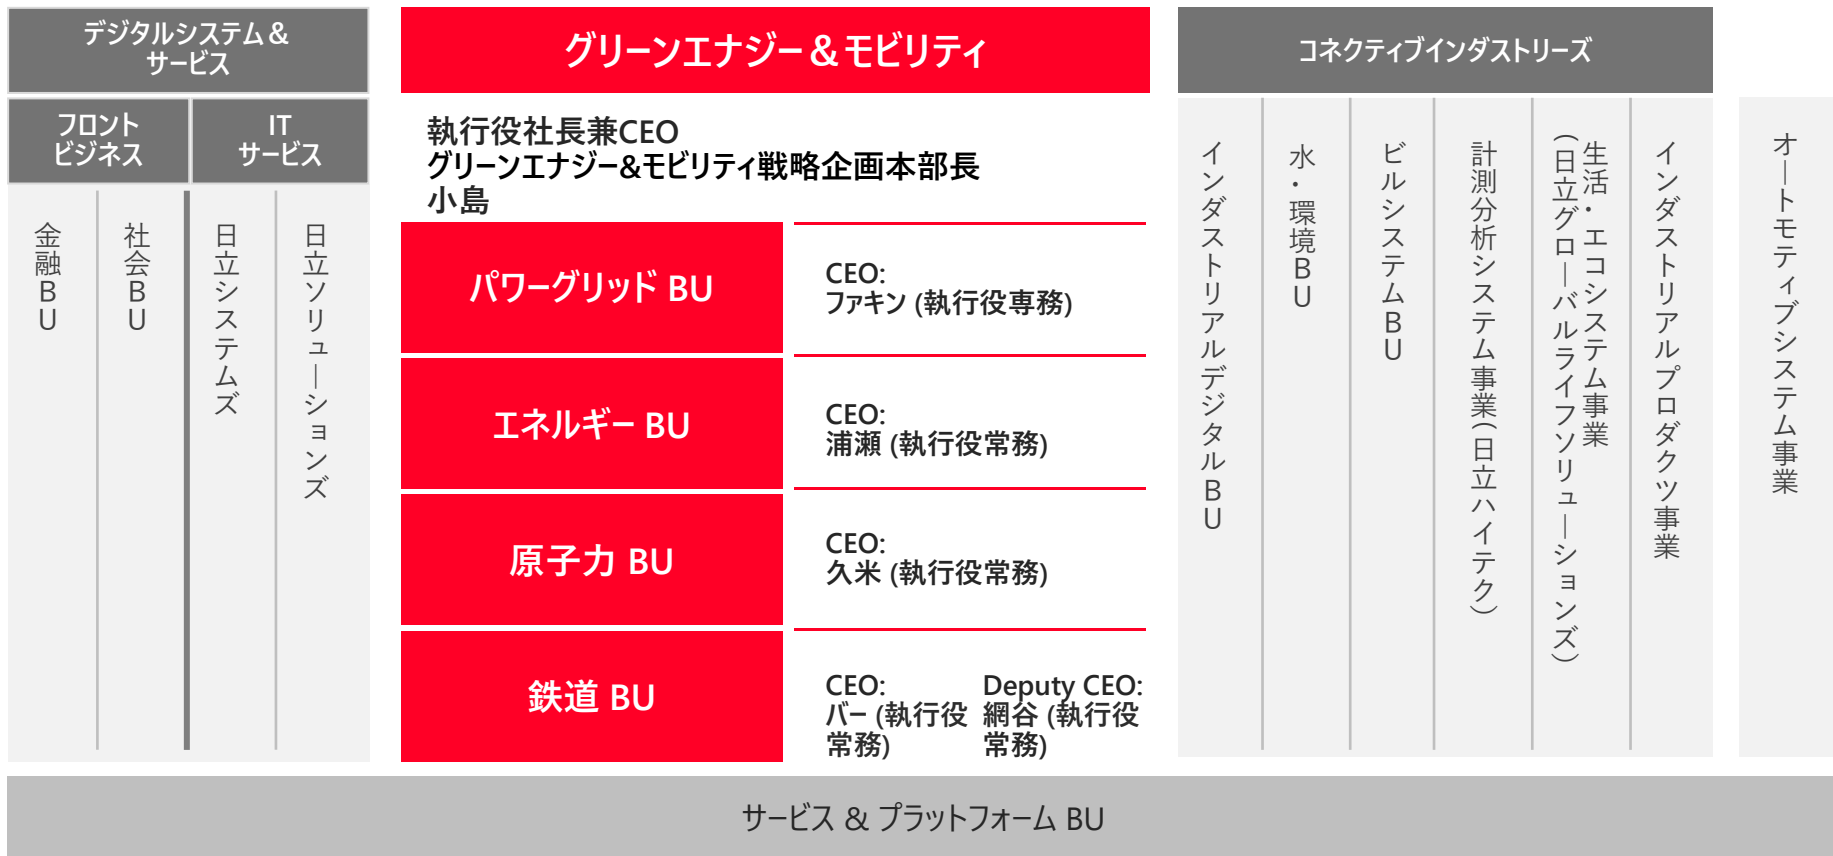 デジタルシステム＆
サービス
フロント
ビジネス
IT
サービス
金融BU
社会BU
日立システムズ
日立ソリューションズ
グリーンエナジー＆モビリティ
執行役社長兼CEO
グリーンエナジー&モビリティ戦略企画本部長
小島
パワーグリッド BU
CEO:
ファキン (執行役専務)
エネルギー BU
CEO:
浦瀬 (執行役常務)
原子力 BU
CEO:
久米 (執行役常務)
鉄道 BU
CEO:
バー (執行役
常務)
Deputy CEO:
網谷 (執行役
常務)
コネクティブインダストリーズ
インダストリアルデジタルBU
水・環境BU
ビルシステムBU
計測分析システム事業(日立ハイテク)
生活・エコシステム事業
(日立グローバルライフソリューションズ)
インダストリアルプロダクツ事業
オートモティブシステム事業
サービス & プラットフォーム BU